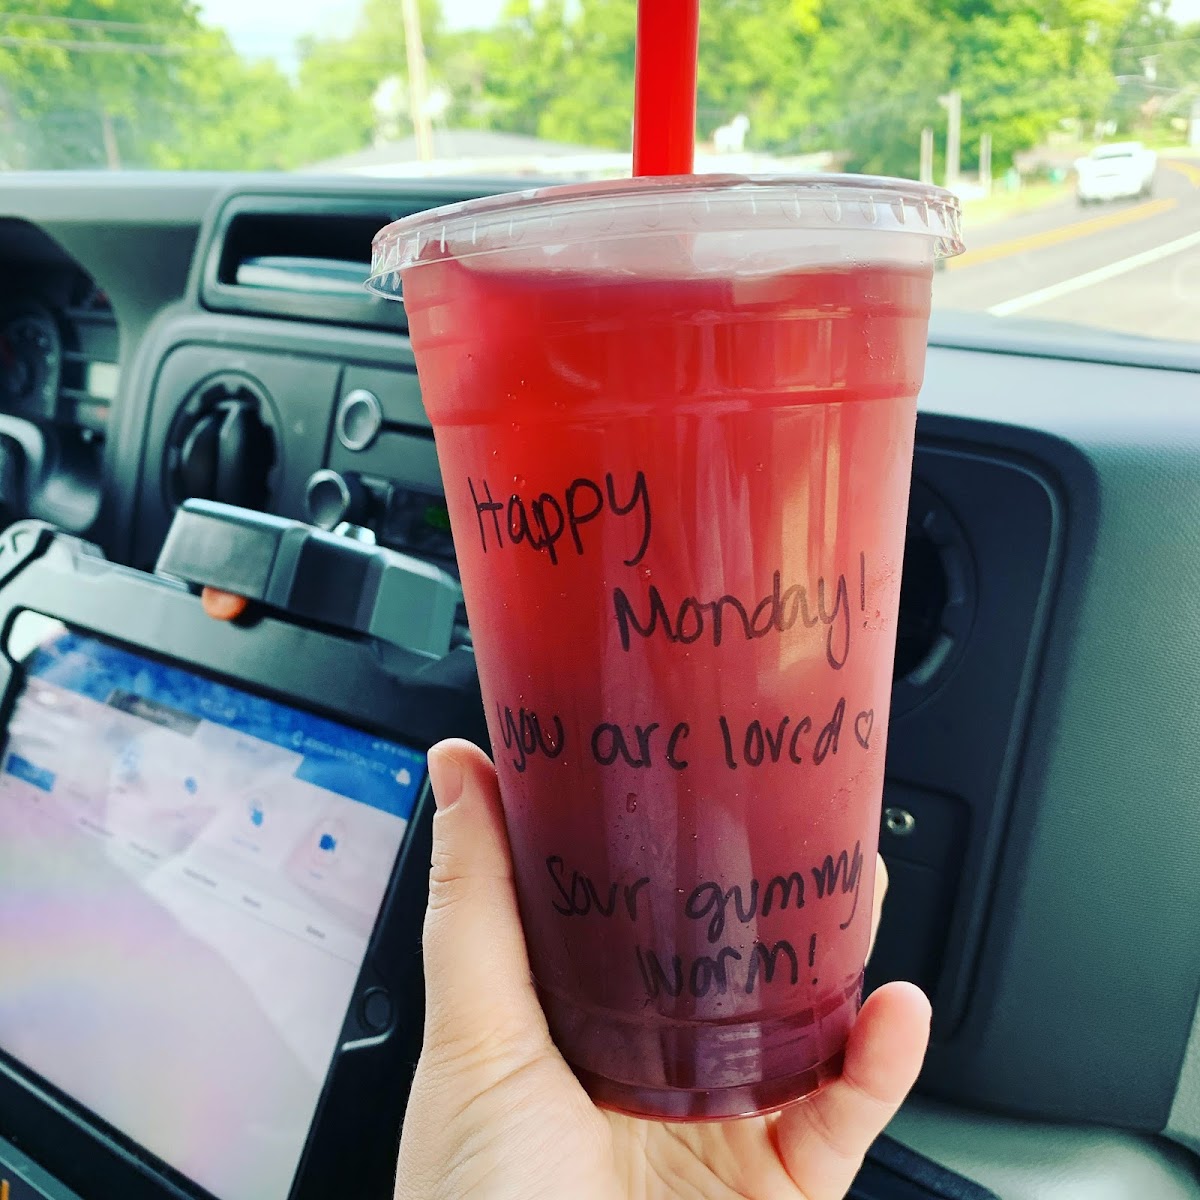 Happy
Monday!
you are loved ♡
Sour gummy
worm!